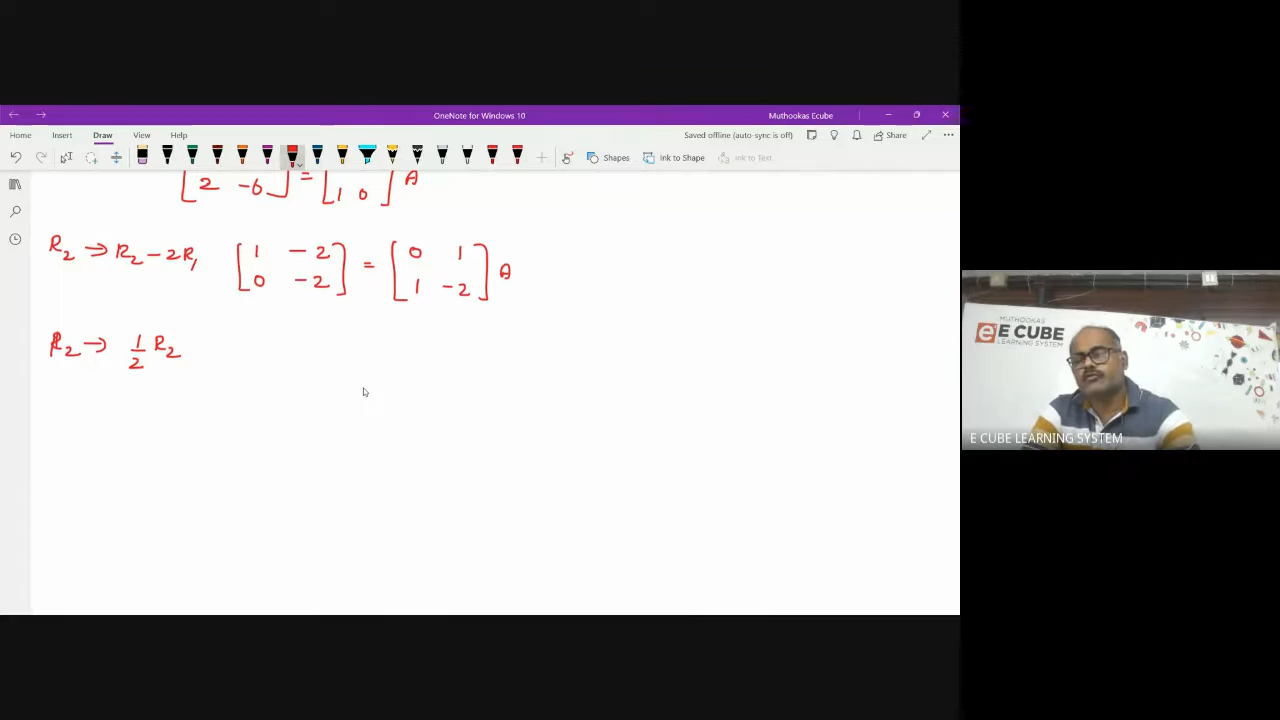 OneNote for Windows 10
Muthookas Ecube
Home Insert Draw View Help
Saved offline (auto-sync is off)
Share
Shapes
Ink to Shape
Ink to Text
[2 -6] = [1 0] A
R₂ → R₂ - 2R₁ [1 -2] = [0 1] A
[0 -2] [1 -2]
R₂ → 1/2 R₂
MUTHOOKAS
e E CUBE
LEARNING SYSTEM
E CUBE LEARNING SYSTEM